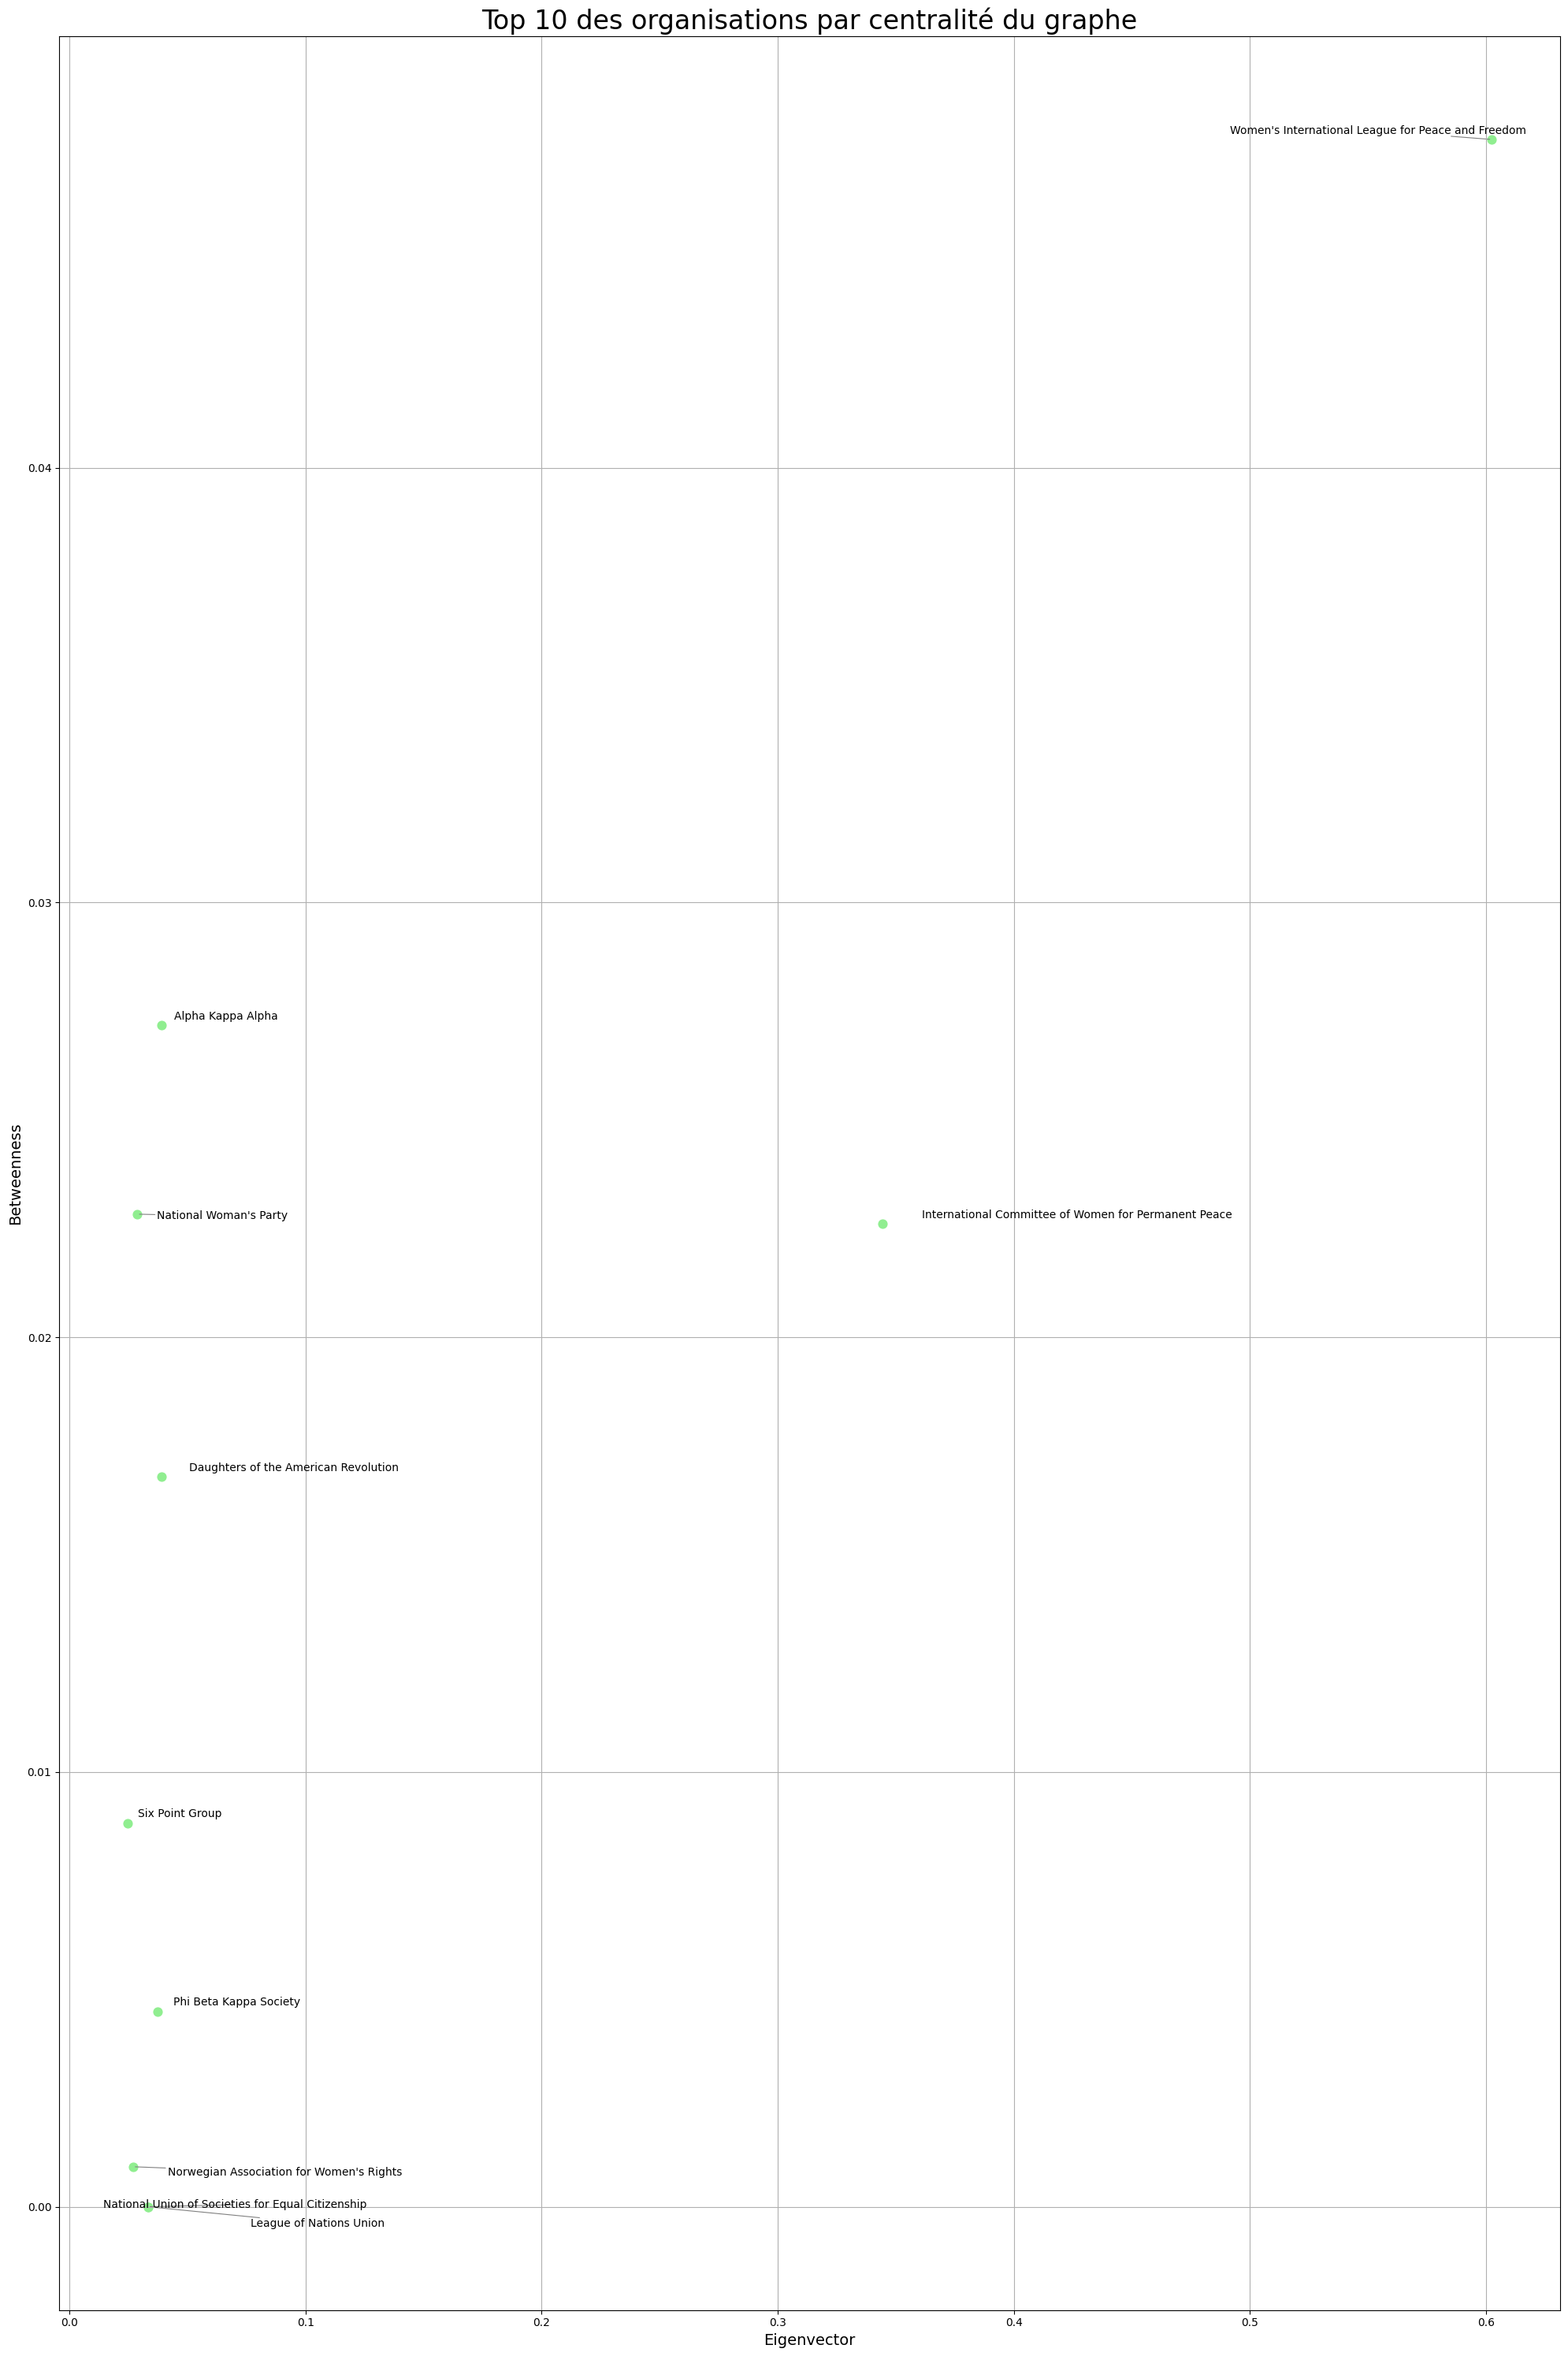 Top 10 des organisations par centralité du graphe
Women's International League for Peace and Freedom
0.04
0.03
Alpha Kappa Alpha
Betweenness
National Woman's Party
International Committee of Women for Permanent Peace
0.02
Daughters of the American Revolution
0.01
Six Point Group
Phi Beta Kappa Society
Norwegian Association for Women's Rights
National Union of Societies for Equal Citizenship
0.00
League of Nations Union
0.0 0.1 0.2 0.3 0.4 0.5 0.6
Eigenvector